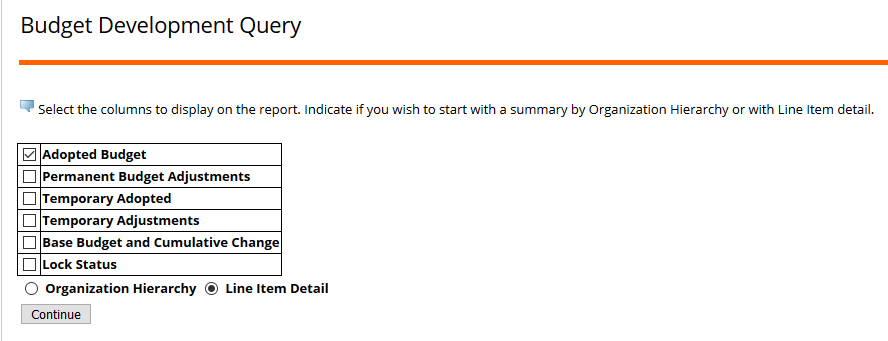 Budget Development Query
Select the columns to display on the report. Indicate if you wish to start with a summary by Organization Hierarchy or with Line Item detail.
Adopted Budget
Permanent Budget Adjustments
Temporary Adopted
Temporary Adjustments
Base Budget and Cumulative Change
Lock Status
Organization Hierarchy Line Item Detail
Continue